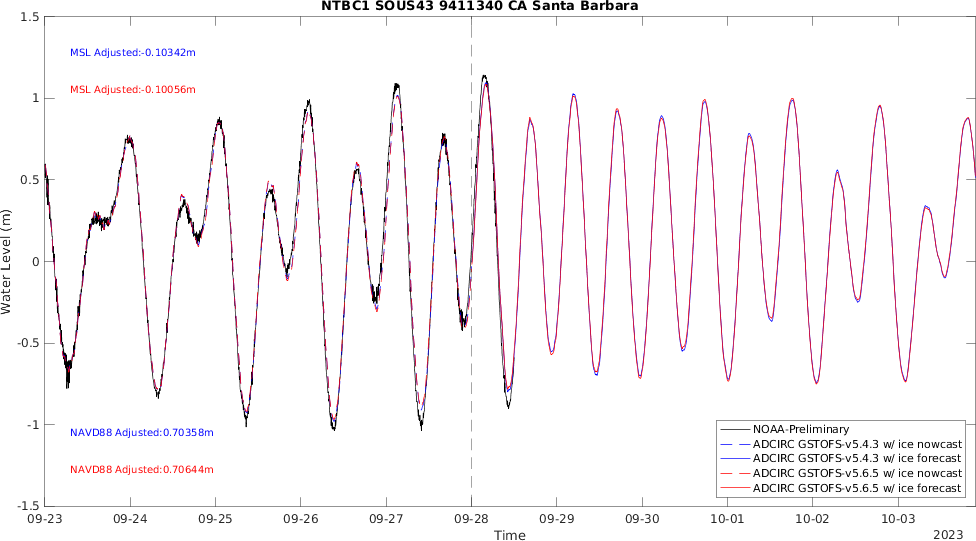 NTBC1 SOUS43 9411340 CA Santa Barbara
1.5
1
0.5
0
-0.5
-1
-1.5
Water Level (m)
MSL Adjusted:-0.10342m
MSL Adjusted:-0.10056m
NAVD88 Adjusted:0.70358m
NAVD88 Adjusted:0.70644m
NOAA-Preliminary
ADCIRC GSTOFS-v5.4.3 w/ ice nowcast
ADCIRC GSTOFS-v5.4.3 w/ ice forecast
ADCIRC GSTOFS-v5.6.5 w/ ice nowcast
ADCIRC GSTOFS-v5.6.5 w/ ice forecast
09-23 09-24 09-25 09-26 09-27 09-28 09-29 09-30 10-01 10-02 10-03
Time
2023